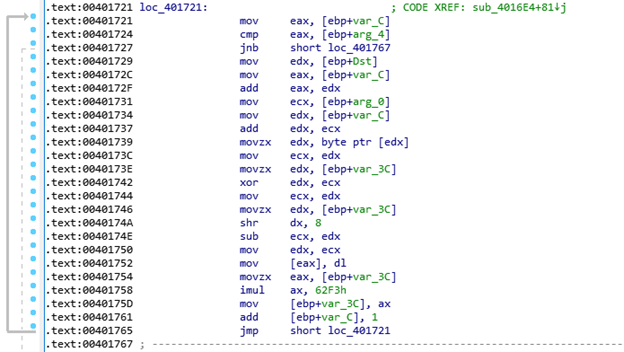 .text:00401721 loc_401721: ; CODE XREF: sub_4016E4+81↓j
.text:00401721 mov eax, [ebp+var_C]
.text:00401724 cmp eax, [ebp+arg_4]
.text:00401727 jnb short loc_401767
.text:00401729 mov edx, [ebp+Dst]
.text:0040172C mov eax, [ebp+var_C]
.text:0040172F add eax, edx
.text:00401731 mov ecx, [ebp+arg_0]
.text:00401734 mov edx, [ebp+var_C]
.text:00401737 add edx, ecx
.text:00401739 movzx edx, byte ptr [edx]
.text:0040173C mov ecx, edx
.text:0040173E movzx edx, [ebp+var_3C]
.text:00401742 xor edx, ecx
.text:00401744 mov ecx, edx
.text:00401746 movzx edx, [ebp+var_3C]
.text:0040174A shr dx, 8
.text:0040174E sub ecx, edx
.text:00401750 mov edx, ecx
.text:00401752 mov [eax], dl
.text:00401754 movzx eax, [ebp+var_3C]
.text:00401758 imul ax, 62F3h
.text:0040175D mov [ebp+var_3C], ax
.text:00401761 add [ebp+var_C], 1
.text:00401765 jmp short loc_401721
.text:00401767 ; ---------------------------------------------------------------------------